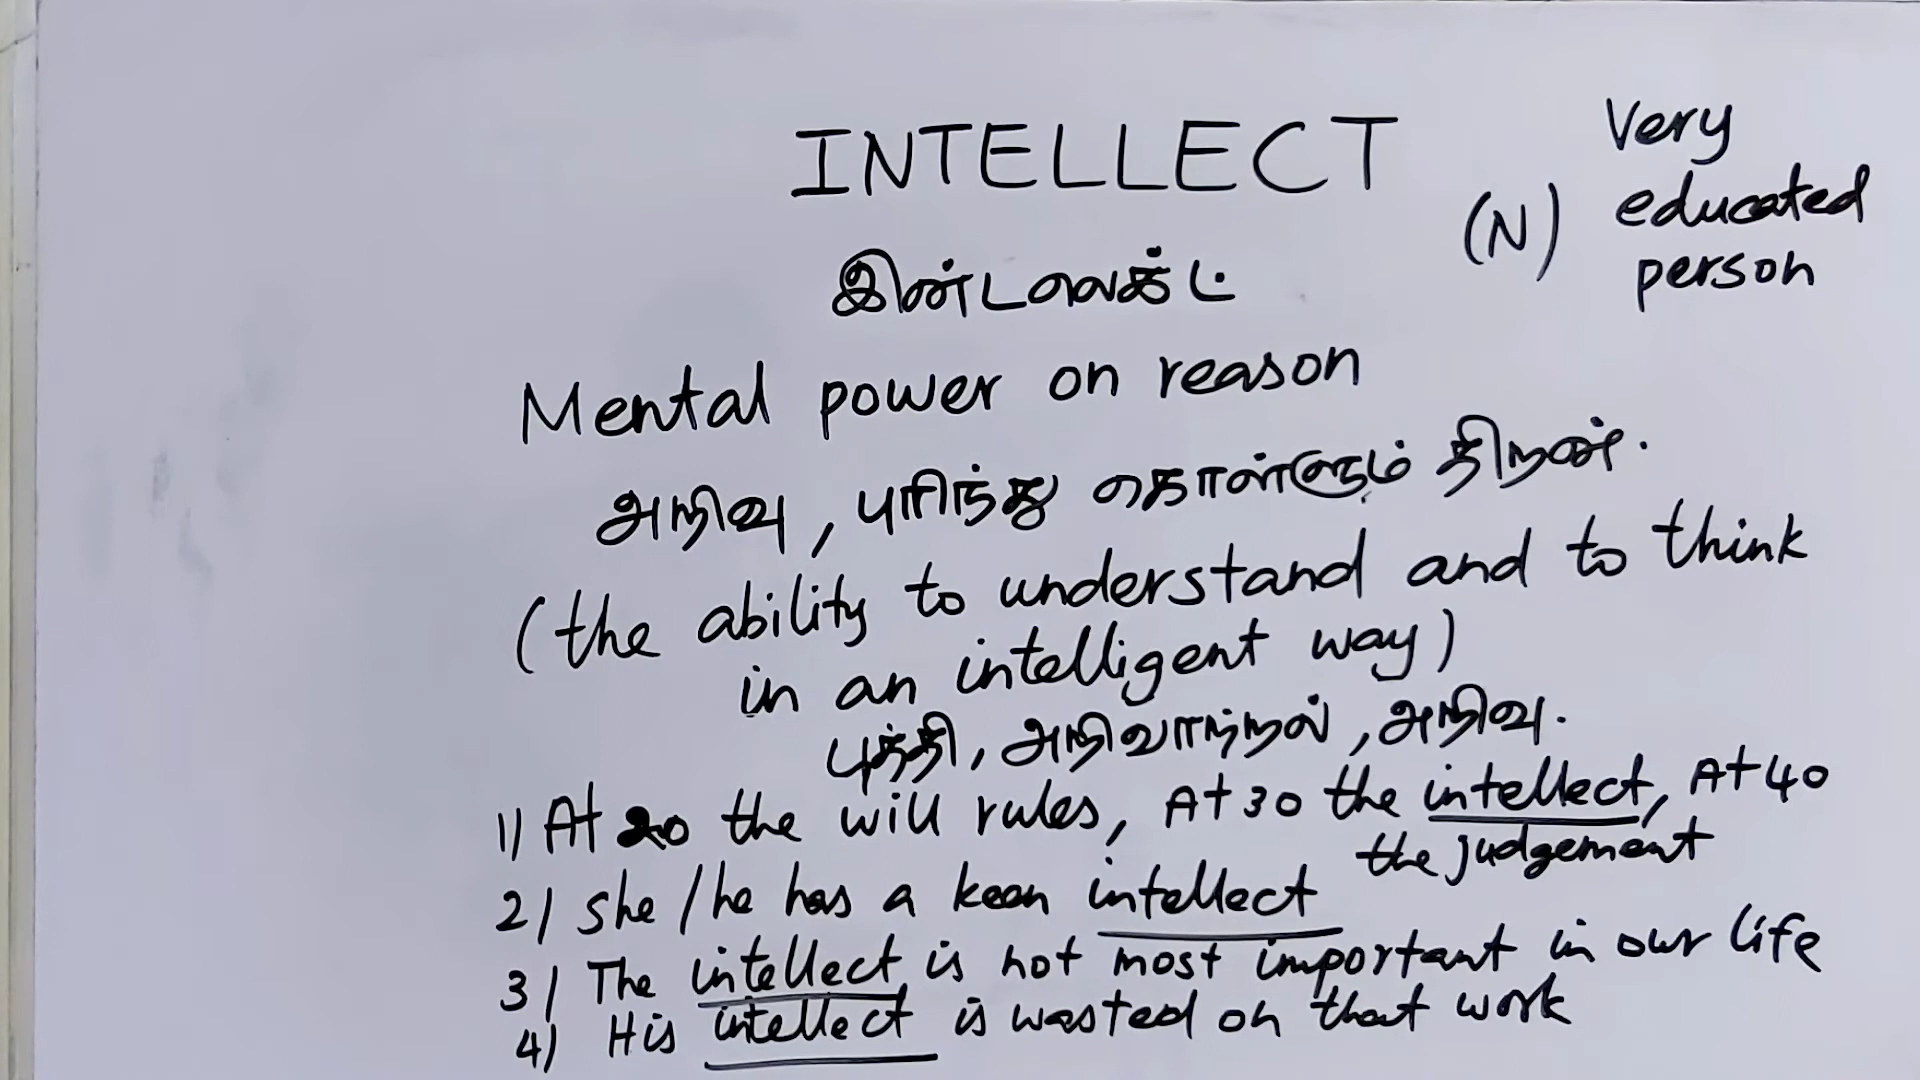 INTELLECT
(N) Very
educated
person
இன்டலைக்ட்
Mental power on reason
அறிவு, புரிந்து கொள்ளும் திறன்.
(the ability to understand and to think
in an intelligent way)
புத்தி, அறிவாற்றல், அறிவு.
1) At 20 the will rules, At 30 the intellect, At 40
the judgement
2) She/he has a keen intellect
3) The intellect is not most important in our life
4) His intellect is wasted on that work